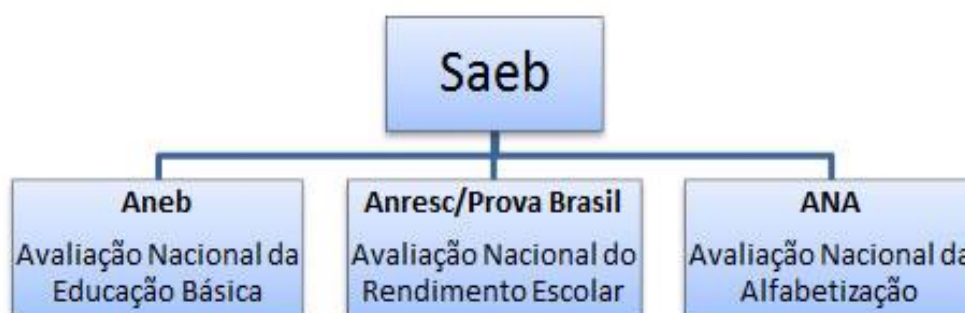 Saeb
Aneb
Avaliação Nacional da
Educação Básica
Anresc/Prova Brasil
Avaliação Nacional do
Rendimento Escolar
ANA
Avaliação Nacional da
Alfabetização